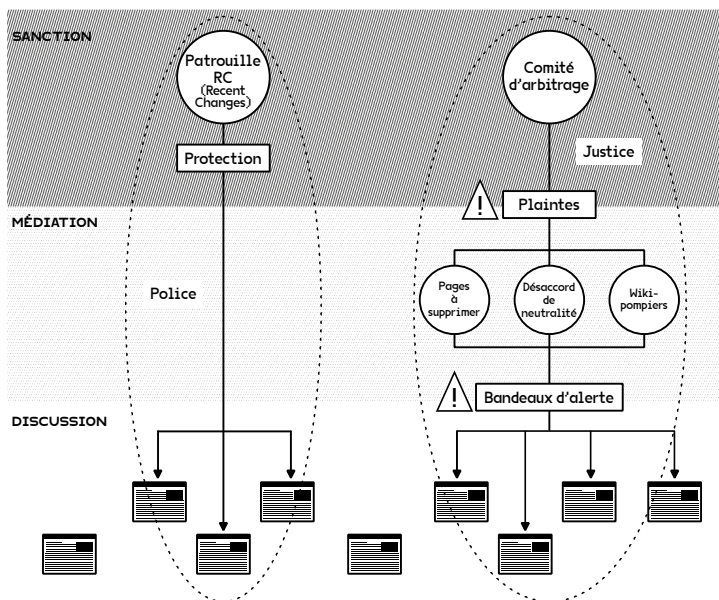 SANCTION
Patrouille
RC
(Recent
Changes)
Comité
d'arbitrage
Protection
Justice
!
Plaintes
MÉDIATION
Police
Pages
à
supprimer
Désaccord
de
neutralité
Wiki-
pompiers
!
Bandeaux d'alerte
DISCUSSION